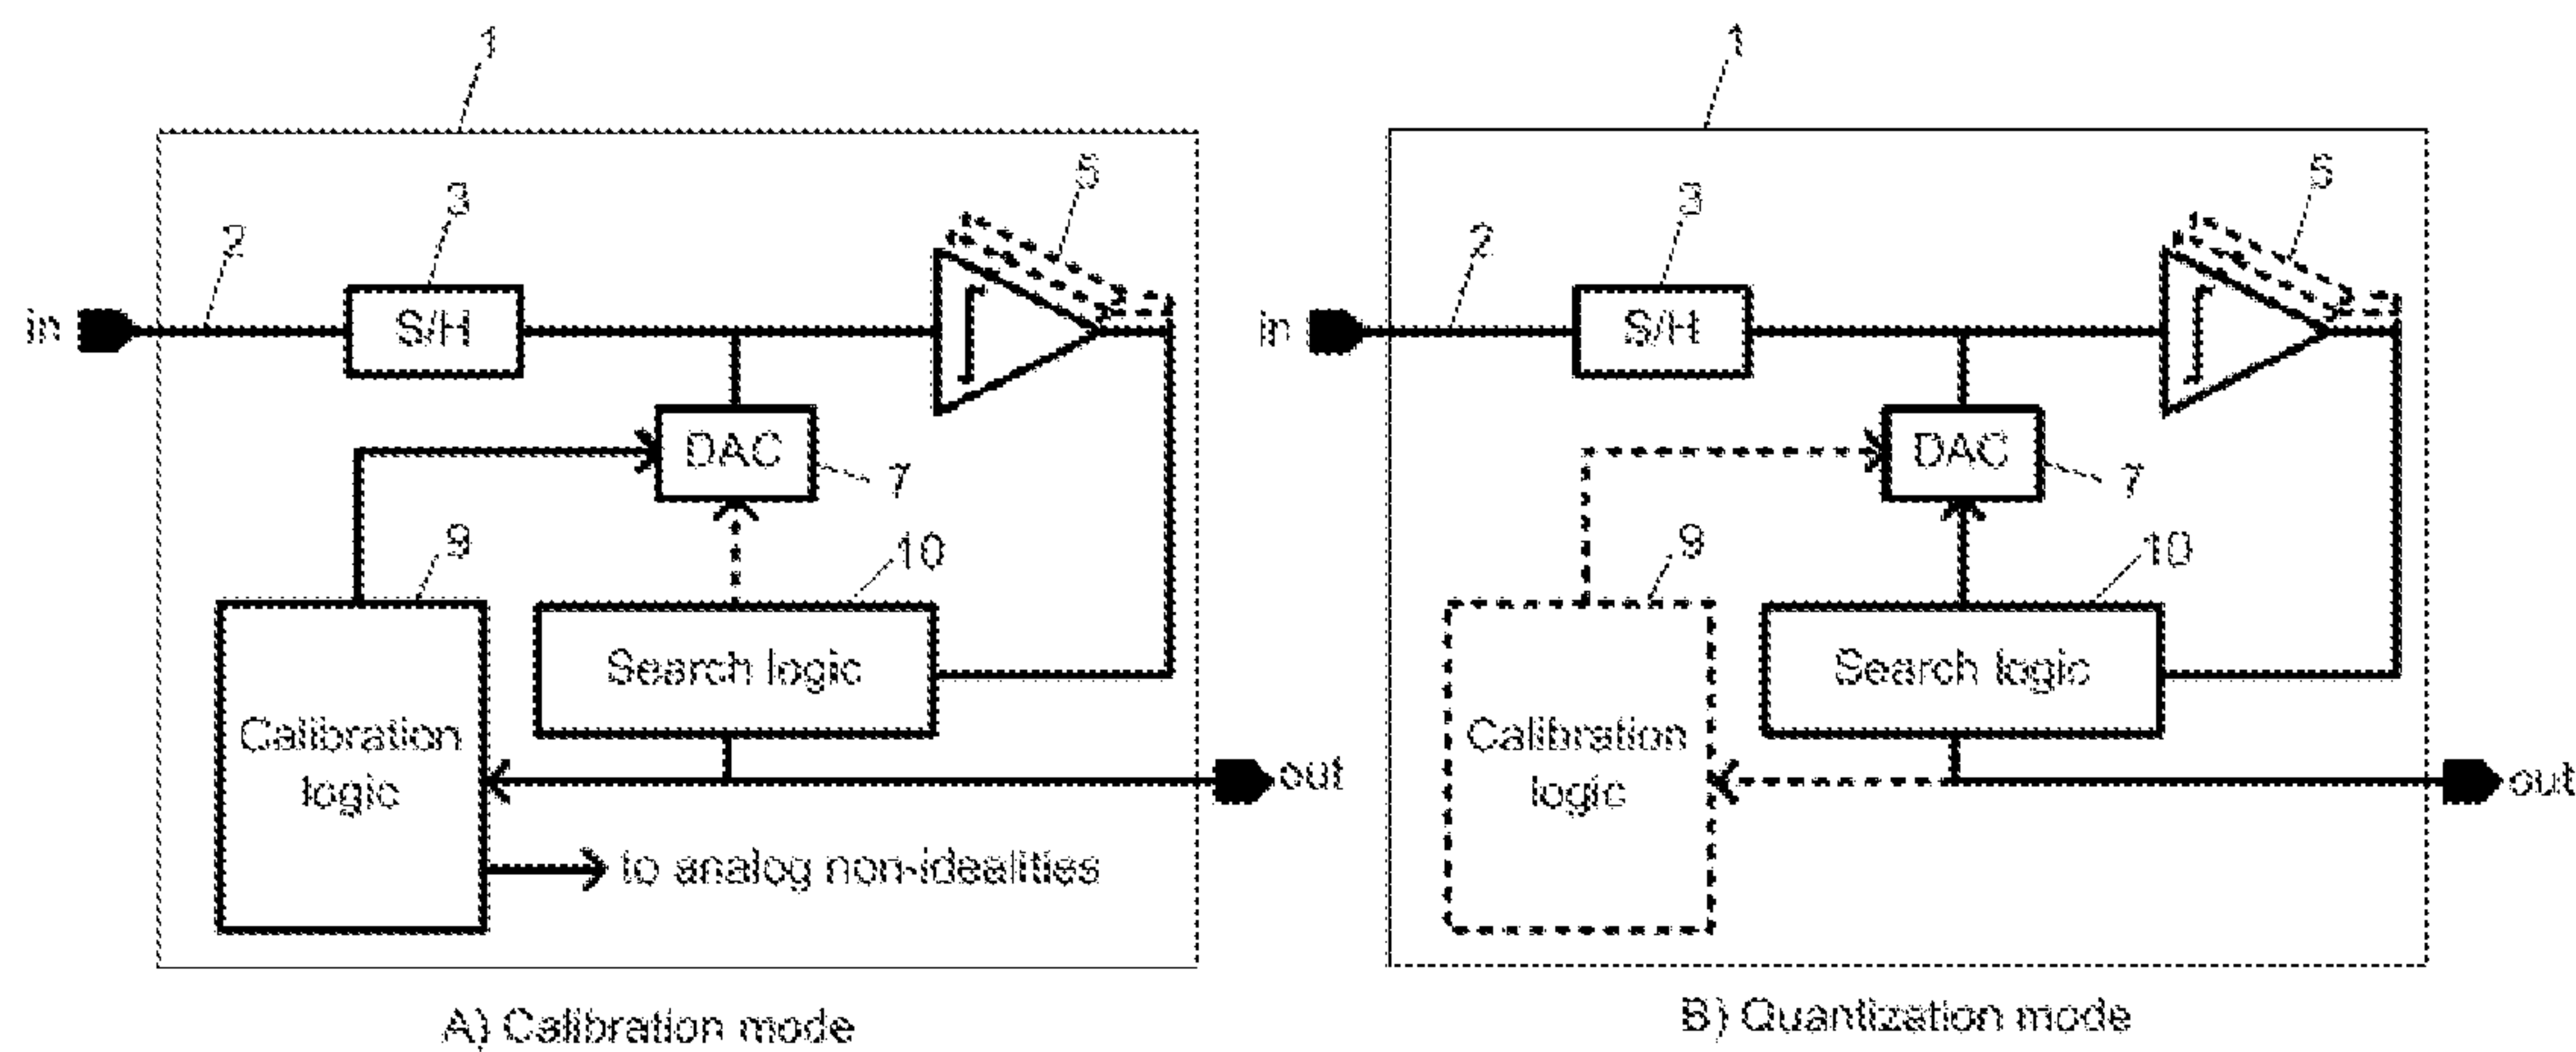 1
1
5
5
3
3
2
2
in
S/H
in
S/H
DAC
7
DAC
7
9
10
9
10
Search logic
Search logic
Calibration
logic
Calibration
logic
out
out
to analog non-idealities
A) Calibration mode
B) Quantization mode